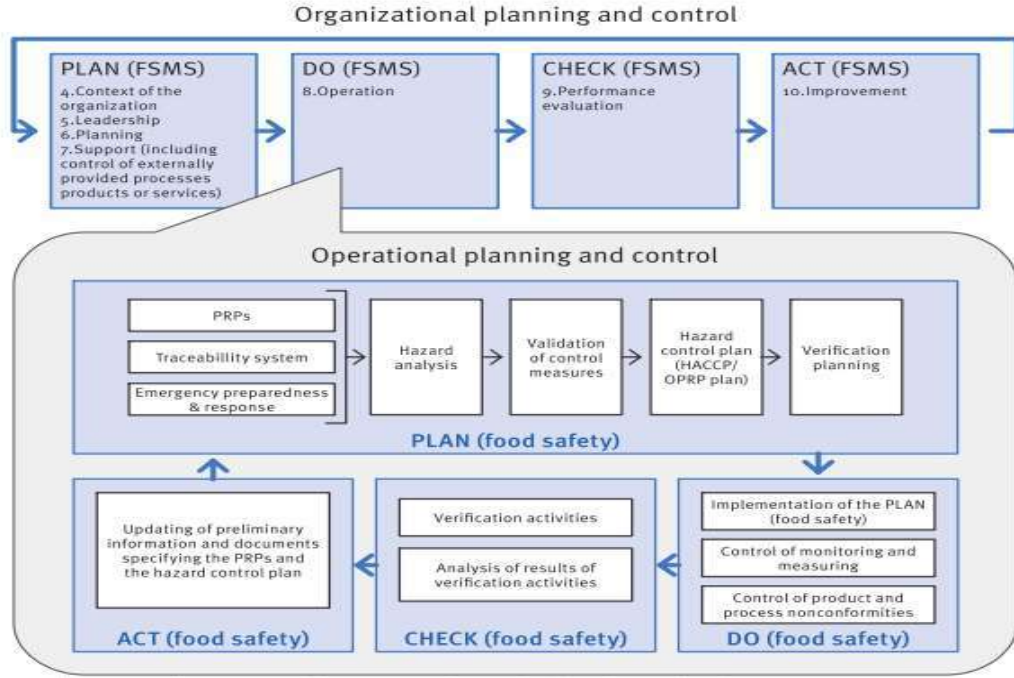 Organizational planning and control
PLAN (FSMS)
4.Context of the
organization
5.Leadership
6.Planning
7.Support (including
control of externally
provided processes
products or services)
DO (FSMS)
8.Operation
CHECK (FSMS)
9.Performance
evaluation
ACT (FSMS)
10.Improvement
Operational planning and control
PRPs
Traceabillity system
Emergency preparedness
& response
Hazard
analysis
Validation
of control
measures
Hazard
control plan
(HACCP/
OPRP plan)
Verification
planning
PLAN (food safety)
Updating of preliminary
information and documents
specifying the PRPs and
the hazard control plan
ACT (food safety)
Verification activities
Analysis of results of
verification activities
CHECK (food safety)
Implementation of the PLAN
(food safety)
Control of monitoring and
measuring
Control of product and
process nonconformities
DO (food safety)